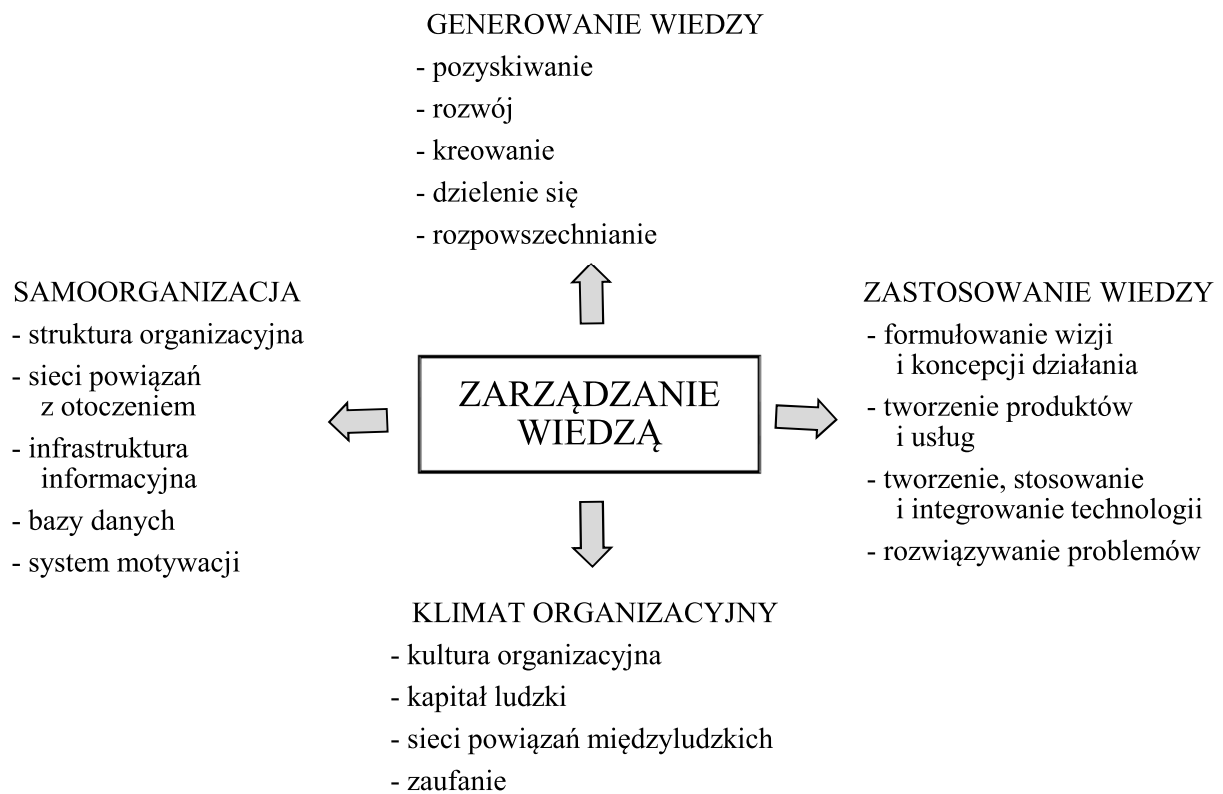 GENEROWANIE WIEDZY
- pozyskiwanie
- rozwój
- kreowanie
- dzielenie się
- rozpowszechnianie
SAMOORGANIZACJA
- struktura organizacyjna
- sieci powiązań
z otoczeniem
- infrastruktura
informacyjna
- bazy danych
- system motywacji
ZARZĄDZANIE
WIEDZĄ
ZASTOSOWANIE WIEDZY
- formułowanie wizji
i koncepcji działania
- tworzenie produktów
i usług
- tworzenie, stosowanie
i integrowanie technologii
- rozwiązywanie problemów
KLIMAT ORGANIZACYJNY
- kultura organizacyjna
- kapitał ludzki
- sieci powiązań międzyludzkich
- zaufanie